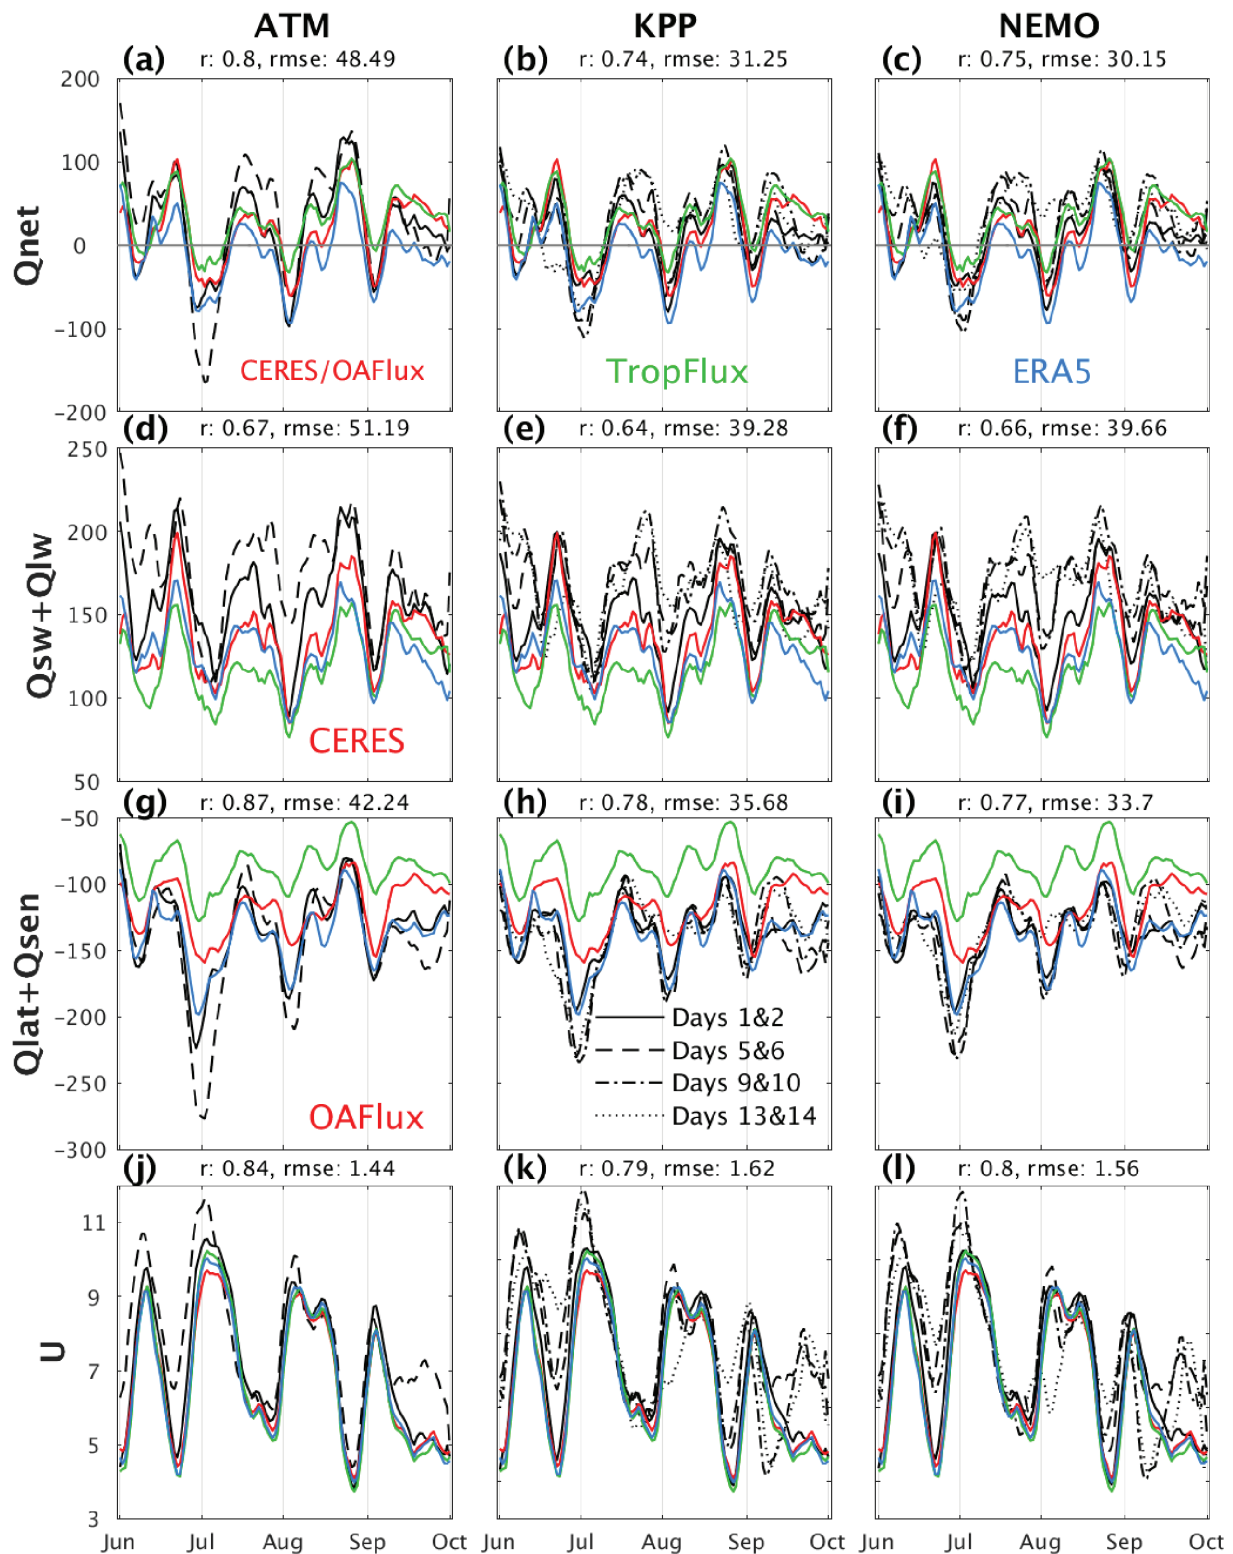 ATM KPP NEMO
(a) r: 0.8, rmse: 48.49 (b) r: 0.74, rmse: 31.25 (c) r: 0.75, rmse: 30.15
Qnet
200
100
0
−100
−200
CERES/OAFlux TropFlux ERA5
(d) r: 0.67, rmse: 51.19 (e) r: 0.64, rmse: 39.28 (f) r: 0.66, rmse: 39.66
Qsw+Qlw
250
200
150
100
50
CERES
(g) r: 0.87, rmse: 42.24 (h) r: 0.78, rmse: 35.68 (i) r: 0.77, rmse: 33.7
Qlat+Qsen
−50
−100
−150
−200
−250
−300
OAFlux
Days 1&2
Days 5&6
Days 9&10
Days 13&14
(j) r: 0.84, rmse: 1.44 (k) r: 0.79, rmse: 1.62 (l) r: 0.8, rmse: 1.56
U
11
9
7
5
3
Jun Jul Aug Sep Oct Jun Jul Aug Sep Oct Jun Jul Aug Sep Oct